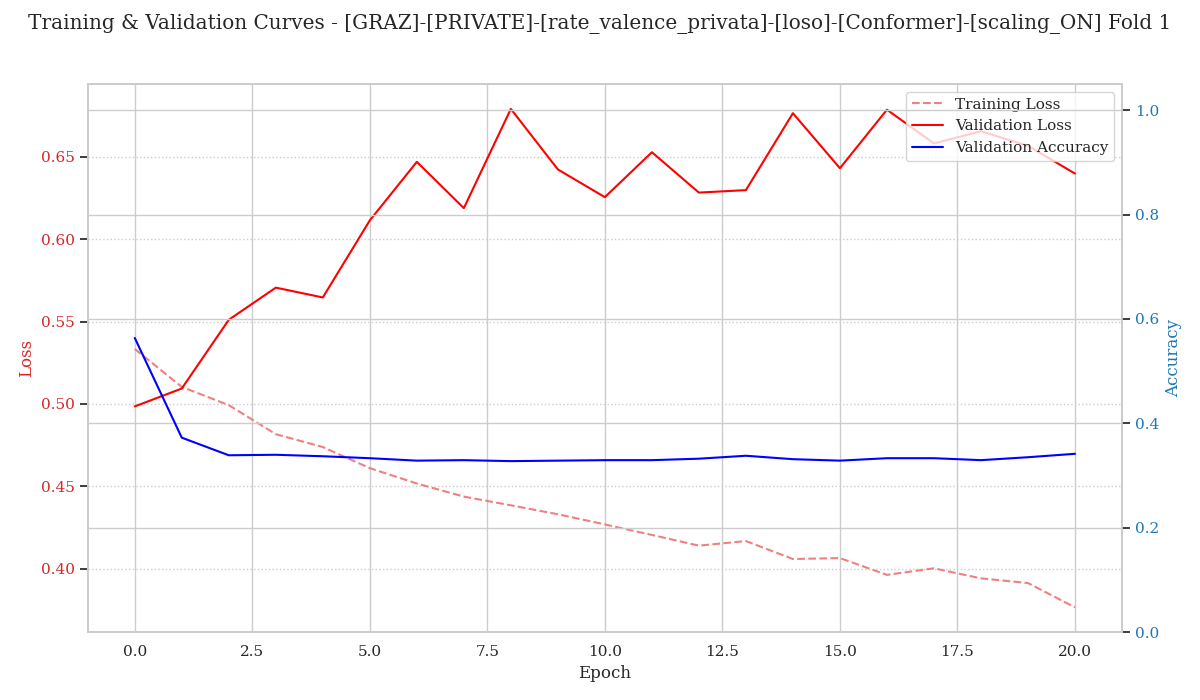 Training & Validation Curves - [GRAZ]-[PRIVATE]-[rate_valence_privata]-[loso]-[Conformer]-[scaling_ON] Fold 1
Training Loss
Validation Loss
Validation Accuracy
0.65
0.60
0.55
0.50
0.45
0.40
Loss
1.0
0.8
0.6
0.4
0.2
0.0
Accuracy
0.0 2.5 5.0 7.5 10.0 12.5 15.0 17.5 20.0
Epoch